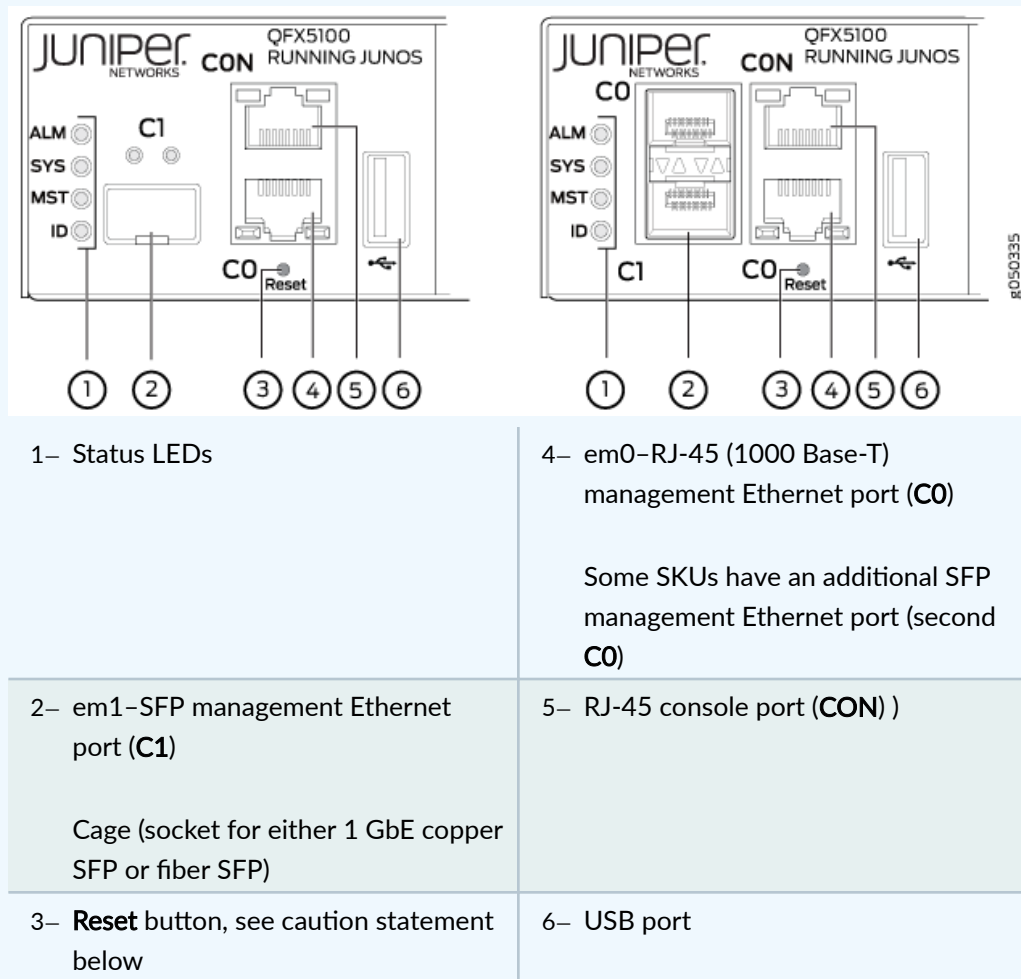 JUNIPER
NETWORKS
CON
QFX5100
RUNNING JUNOS
C1
ALM
SYS
MST
ID
C0
Reset
1
2
3
4
5
6
JUNIPER
NETWORKS
CON
QFX5100
RUNNING JUNOS
C0
ALM
SYS
MST
ID
C1
C0
Reset
1
2
3
4
5
6
g050335
1– Status LEDs
4– em0–RJ-45 (1000 Base-T)
management Ethernet port (C0)
Some SKUs have an additional SFP
management Ethernet port (second
C0)
2– em1–SFP management Ethernet
port (C1)
Cage (socket for either 1 GbE copper
SFP or fiber SFP)
5– RJ-45 console port (CON) )
3– Reset button, see caution statement
below
6– USB port